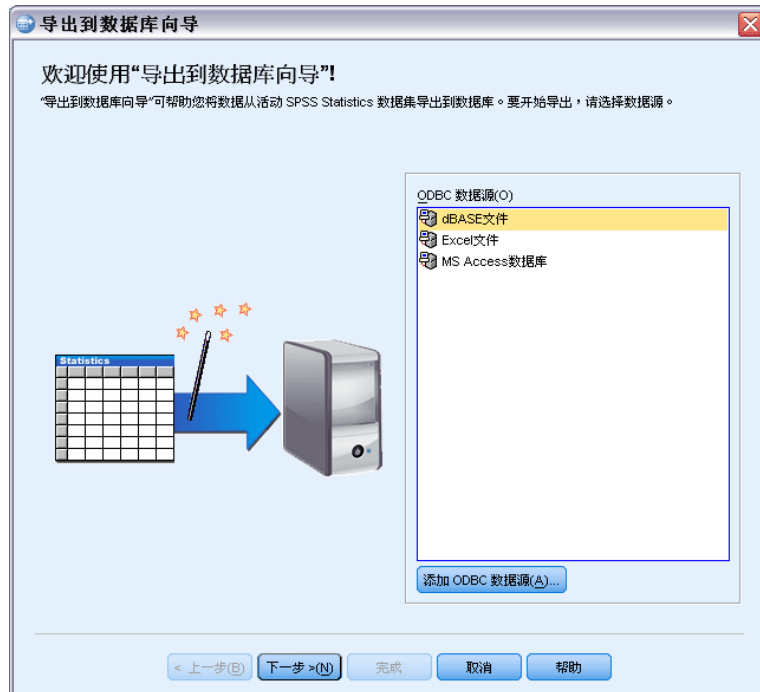 导出到数据库向导
欢迎使用“导出到数据库向导”!
“导出到数据库向导”可帮助您将数据从活动 SPSS Statistics 数据集导出到数据库。要开始导出，请选择数据源。
ODBC 数据源(O)
dBASE文件
Excel文件
MS Access数据库
Statistics
添加 ODBC 数据源(A)...
< 上一步(B) 下一步 >(N) 完成 取消 帮助